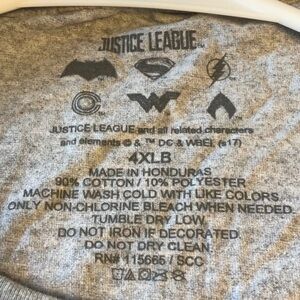 JUSTICE LEAGUE™
JUSTICE LEAGUE and all related characters
and elements © & ™ DC & WBEI. (s17)
4XLB
MADE IN HONDURAS
90% COTTON / 10% POLYESTER
MACHINE WASH COLD WITH LIKE COLORS.
ONLY NON-CHLORINE BLEACH WHEN NEEDED.
TUMBLE DRY LOW.
DO NOT IRON IF DECORATED.
DO NOT DRY CLEAN.
RN# 115665 / SCC